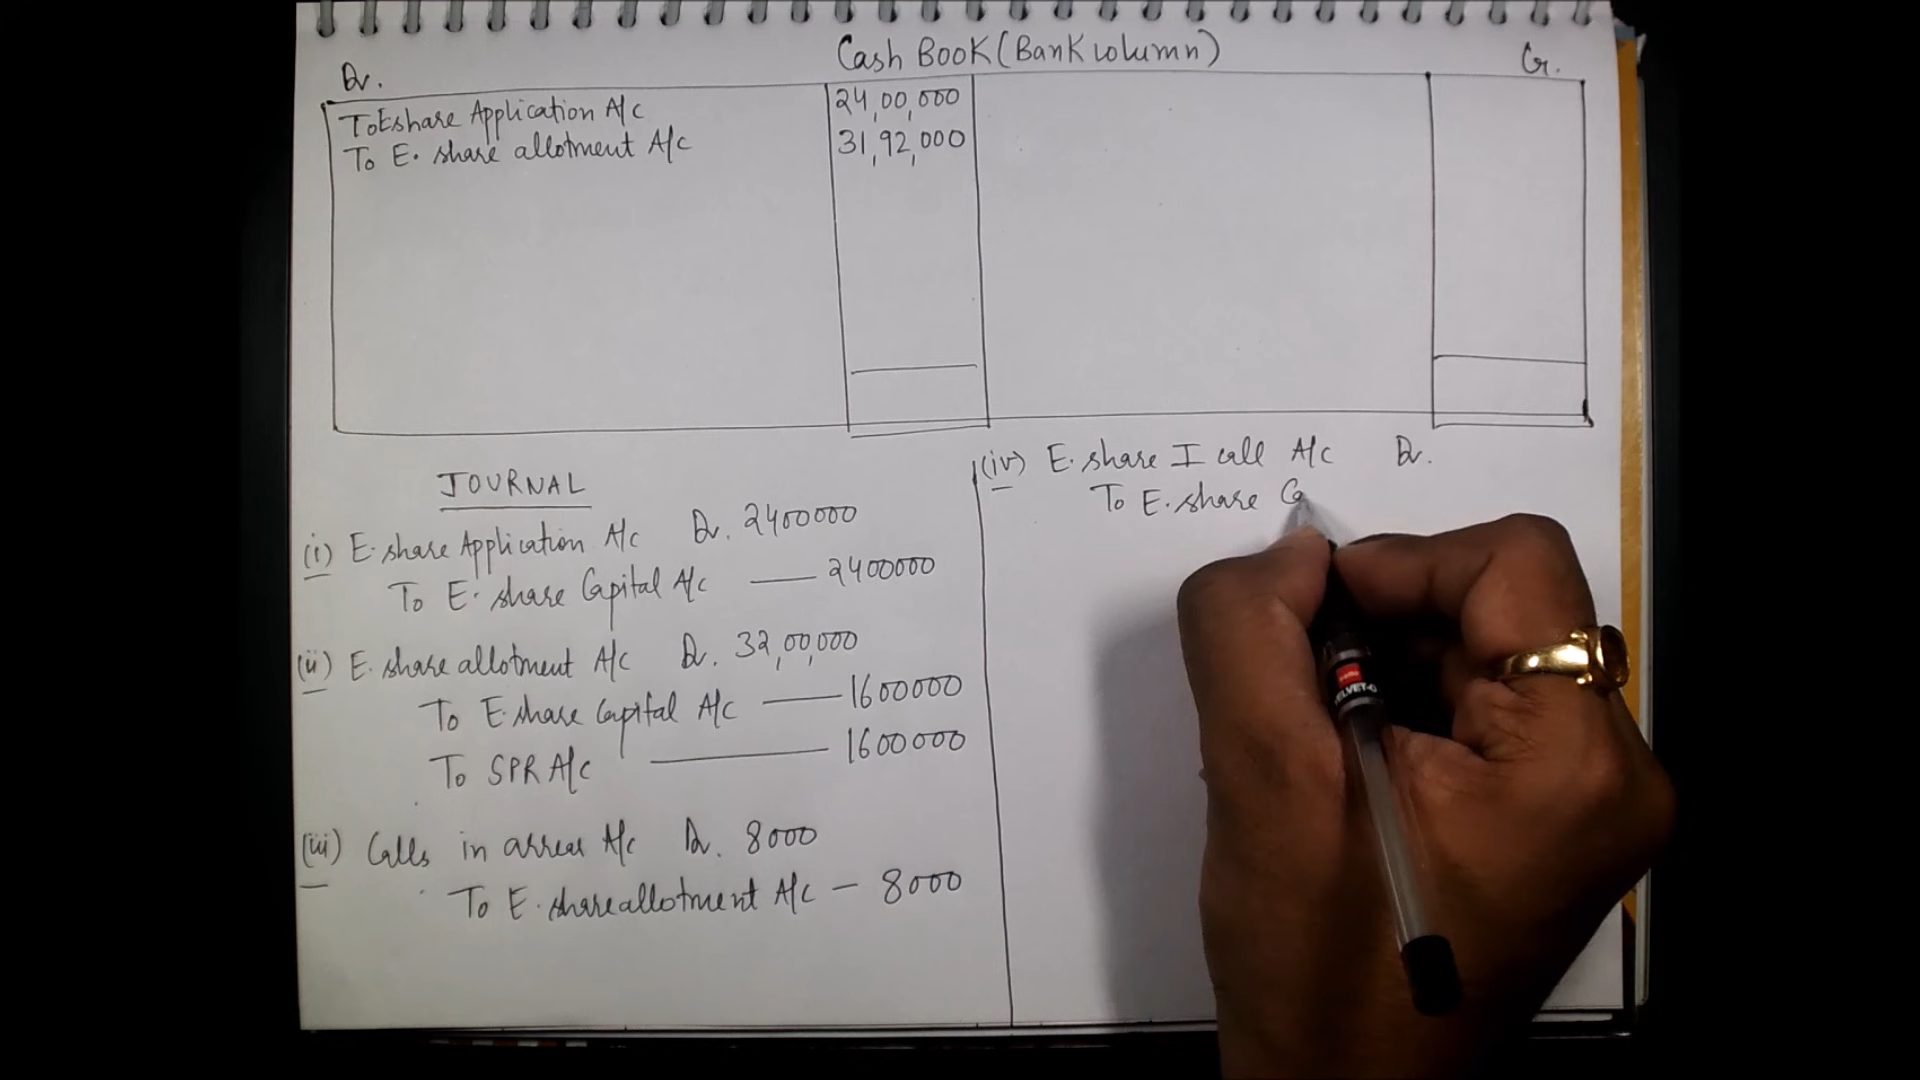 Cash Book (Bank column)
Dr. Cr.
To E share Application A/c 24,00,000
To E. share allotment A/c 31,92,000
JOURNAL
(i) E. share Application A/c Dr. 2400000
To E. share Capital A/c — 2400000
(ii) E. share allotment A/c Dr. 32,00,000
To E. share Capital A/c — 1600000
To SPR A/c — 1600000
(iii) Calls in arrear A/c Dr. 8000
To E. share allotment A/c — 8000
(iv) E. share I call A/c Dr.
To E. share Ca